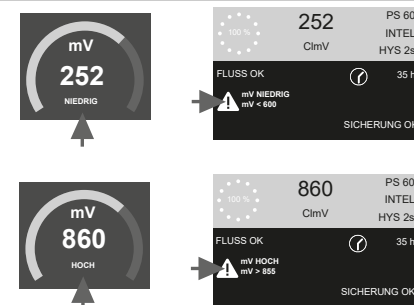 mV
252
NIEDRIG
100 %
252
ClmV
PS 60
INTEL
HYS 2s
FLUSS OK
35 h
mV NIEDRIG
mV < 600
SICHERUNG OK
mV
860
HOCH
100 %
860
ClmV
PS 60
INTEL
HYS 2s
FLUSS OK
35 h
mV HOCH
mV > 855
SICHERUNG OK